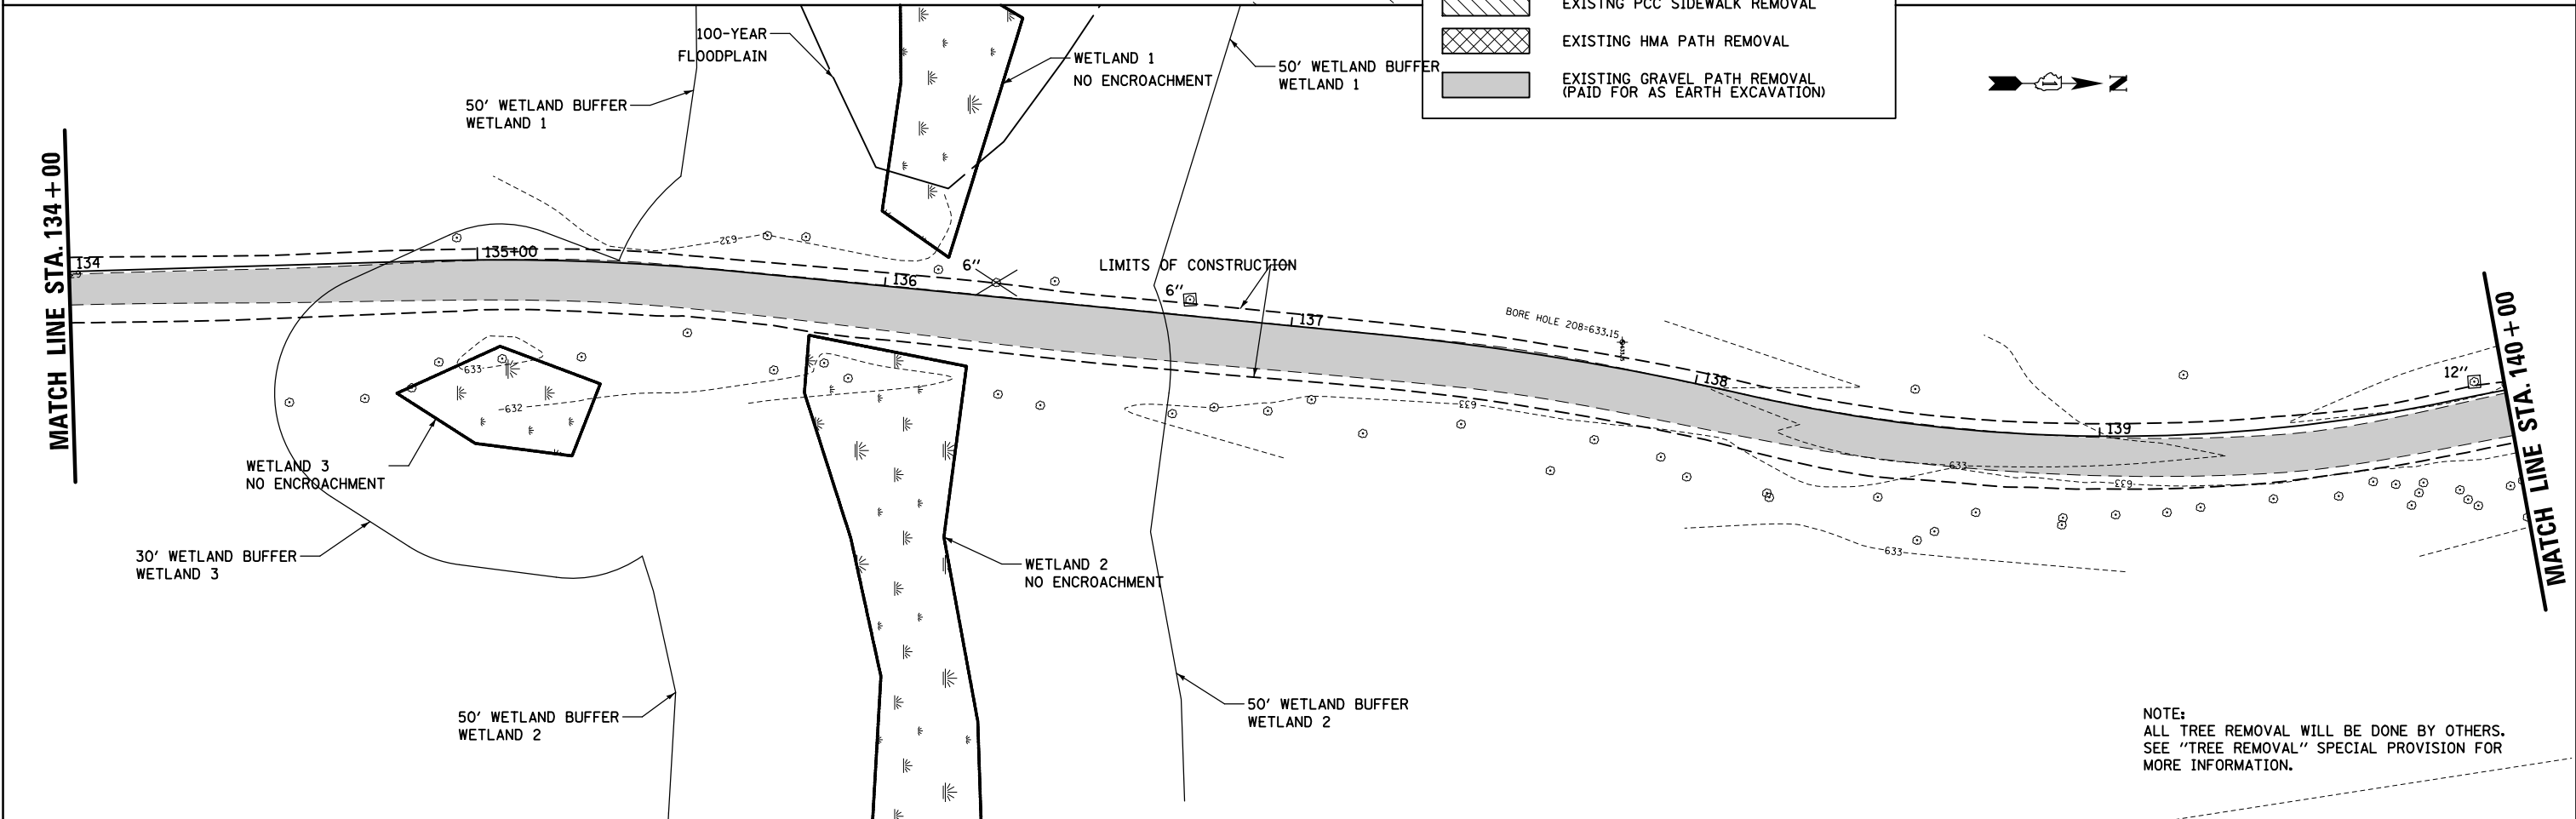 EXISTNG PCC SIDEWALK REMOVAL
EXISTING HMA PATH REMOVAL
EXISTING GRAVEL PATH REMOVAL
(PAID FOR AS EARTH EXCAVATION)
N
100-YEAR
FLOODPLAIN
WETLAND 1
NO ENCROACHMENT
50' WETLAND BUFFER
WETLAND 1
50' WETLAND BUFFER
WETLAND 1
MATCH LINE STA. 134+00
134
135+00
632
6"
136
LIMITS OF CONSTRUCTION
6"
137
BORE HOLE 208=633.15
138
12"
139
MATCH LINE STA. 140+00
633
632
633
633
633
633
WETLAND 3
NO ENCROACHMENT
30' WETLAND BUFFER
WETLAND 3
WETLAND 2
NO ENCROACHMENT
50' WETLAND BUFFER
WETLAND 2
50' WETLAND BUFFER
WETLAND 2
NOTE:
ALL TREE REMOVAL WILL BE DONE BY OTHERS.
SEE "TREE REMOVAL" SPECIAL PROVISION FOR
MORE INFORMATION.